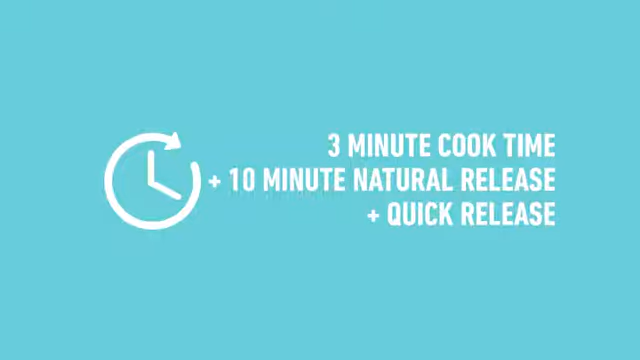 3 MINUTE COOK TIME
+ 10 MINUTE NATURAL RELEASE
+ QUICK RELEASE